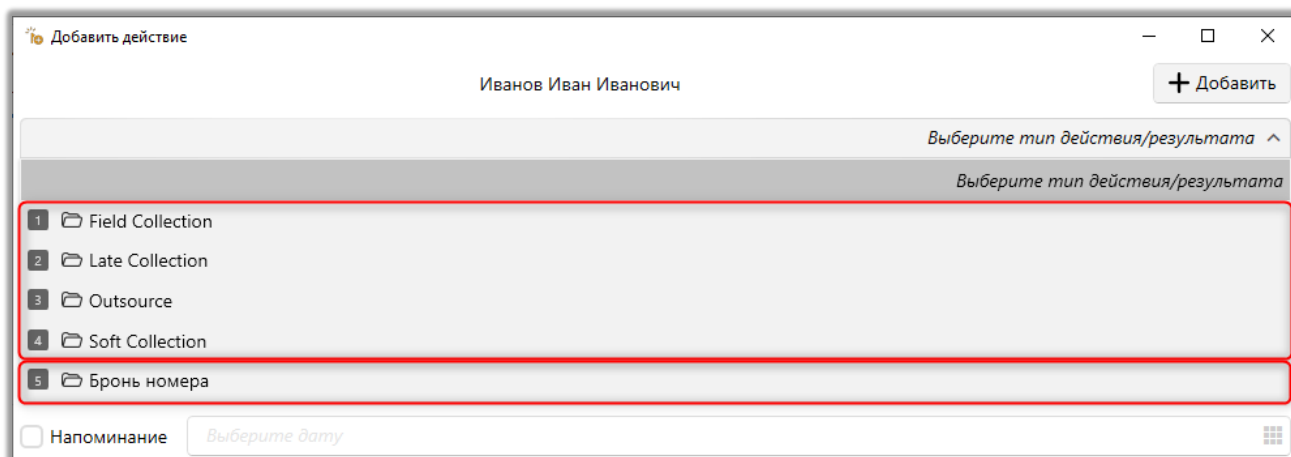 Добавить действие
Иванов Иван Иванович
Добавить
Выберите тип действия/результата
Выберите тип действия/результата
1 Field Collection
2 Late Collection
3 Outsource
4 Soft Collection
5 Бронь номера
Напоминание Выберите дату